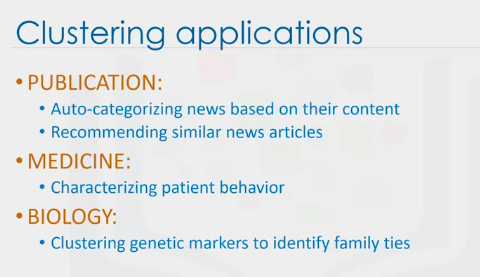 Clustering applications
• PUBLICATION:
• Auto-categorizing news based on their content
• Recommending similar news articles
• MEDICINE:
• Characterizing patient behavior
• BIOLOGY:
• Clustering genetic markers to identify family ties